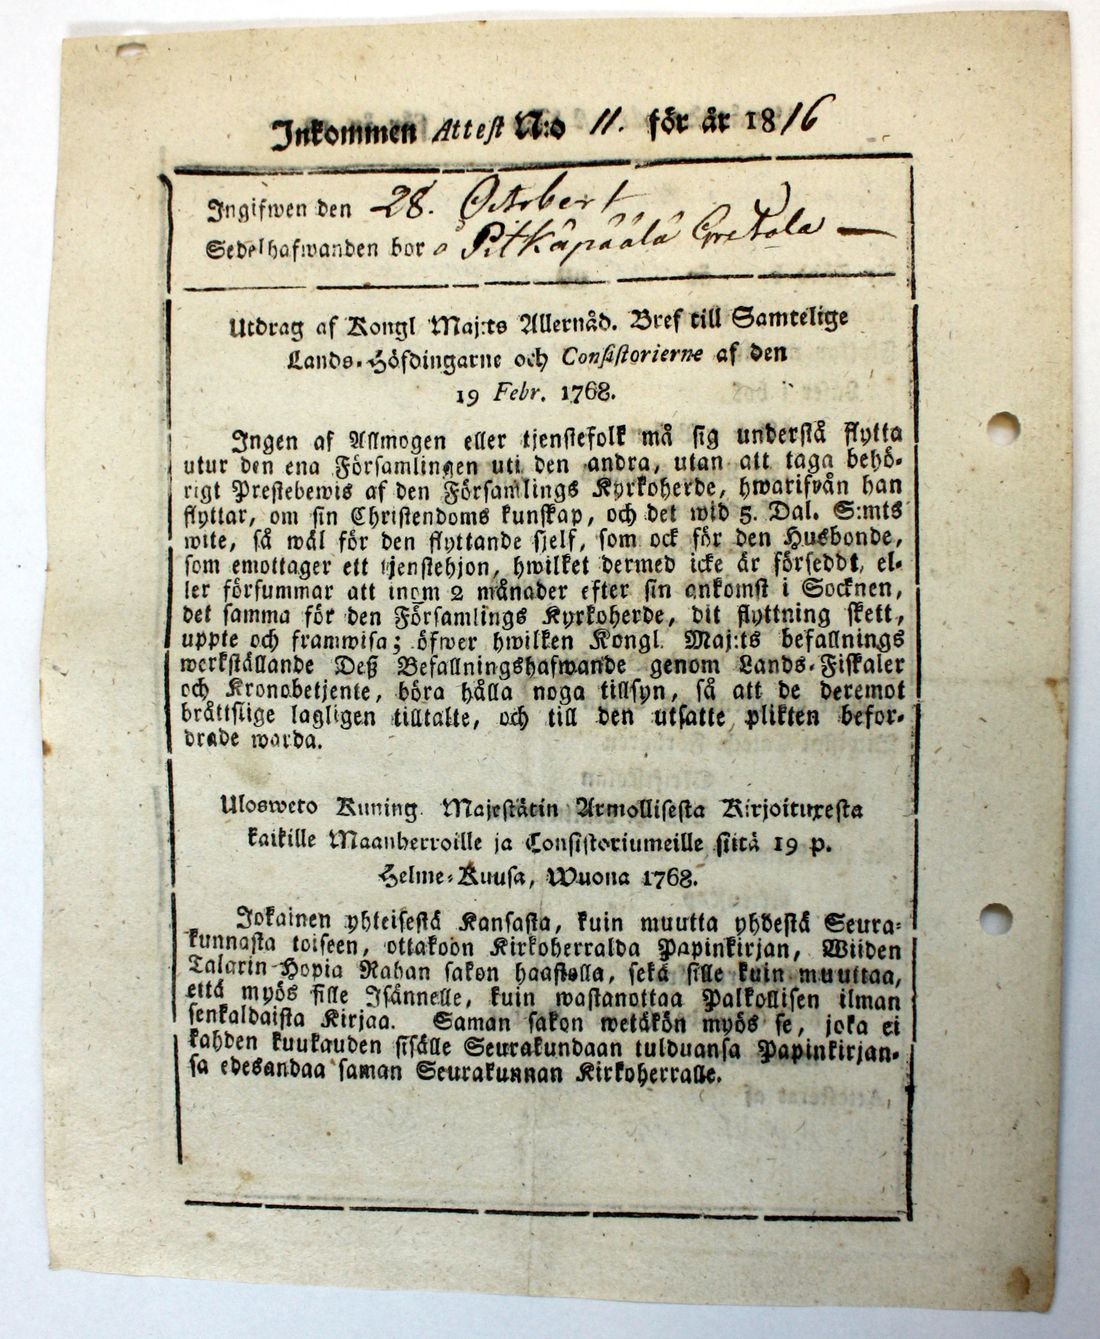 Inkommen Attest N:o 11. för år 1816
Ingifwen den 28. October
Sedelhafwanden bor å Pitkäpäälä Gretala —
Utdrag af Kongl Maj:ts Allernåd. Bref till Samtelige
Lands-Höfdingarne och Consistorierne af den
19 Febr. 1768.
Ingen af Allmogen eller tjenstefolk må sig understå flytta
utur den ena Församlingen uti den andra, utan att taga behö-
rigt Prestebewis af den Församlings Kyrkoherde, hwarifrån han
flyttar, om sin Christendoms kunskap, och det wid 5. Dal. S:mts
wite, så wäl för den flyttande sjelf, som ock för den Husbonde,
som emottager ett tjenstehjon, hwilket dermed icke är förseddt, el-
ler försummar att inom 2 månader efter sin ankomst i Socknen,
det samma för den Församlings Kyrkoherde, dit flyttning skett,
uppte och framwisa; öfwer hwilken Kongl. Maj:ts befallnings
werkställande Deß Befallningshafwande genom Lands-Fiskaler
och Kronobetjente, böra hålla noga tillsyn, så att de deremot
bråttslige lagligen tilltalte, och till den utsatte plikten befor-
drade warda.
Ulosweto Kuning. Majestätin Armollisesta Kirjoituxesta
kaikille Maanherroille ja Consistoriumeille siitä 19 p.
Helme-Kuusa, Wuona 1768.
Jokainen yhteisestä Kansasta, kuin muutta yhdestä Seura-
kunnasta toiseen, ottakoon Kirkoherralda Papinkirjan, Wiiden
Talarin Hopia Rahan sakon haastolla, sekä sille kuin muuttaa,
että myös sille Isännelle, kuin wastanottaa Palkollisen ilman
senkaldaista Kirjaa. Saman sakon wetäkön myös se, joka ei
kahden kuukauden sisälle Seurakundaan tulduansa Papinkirjan-
sa edesandaa saman Seurakunnan Kirkoherralle.